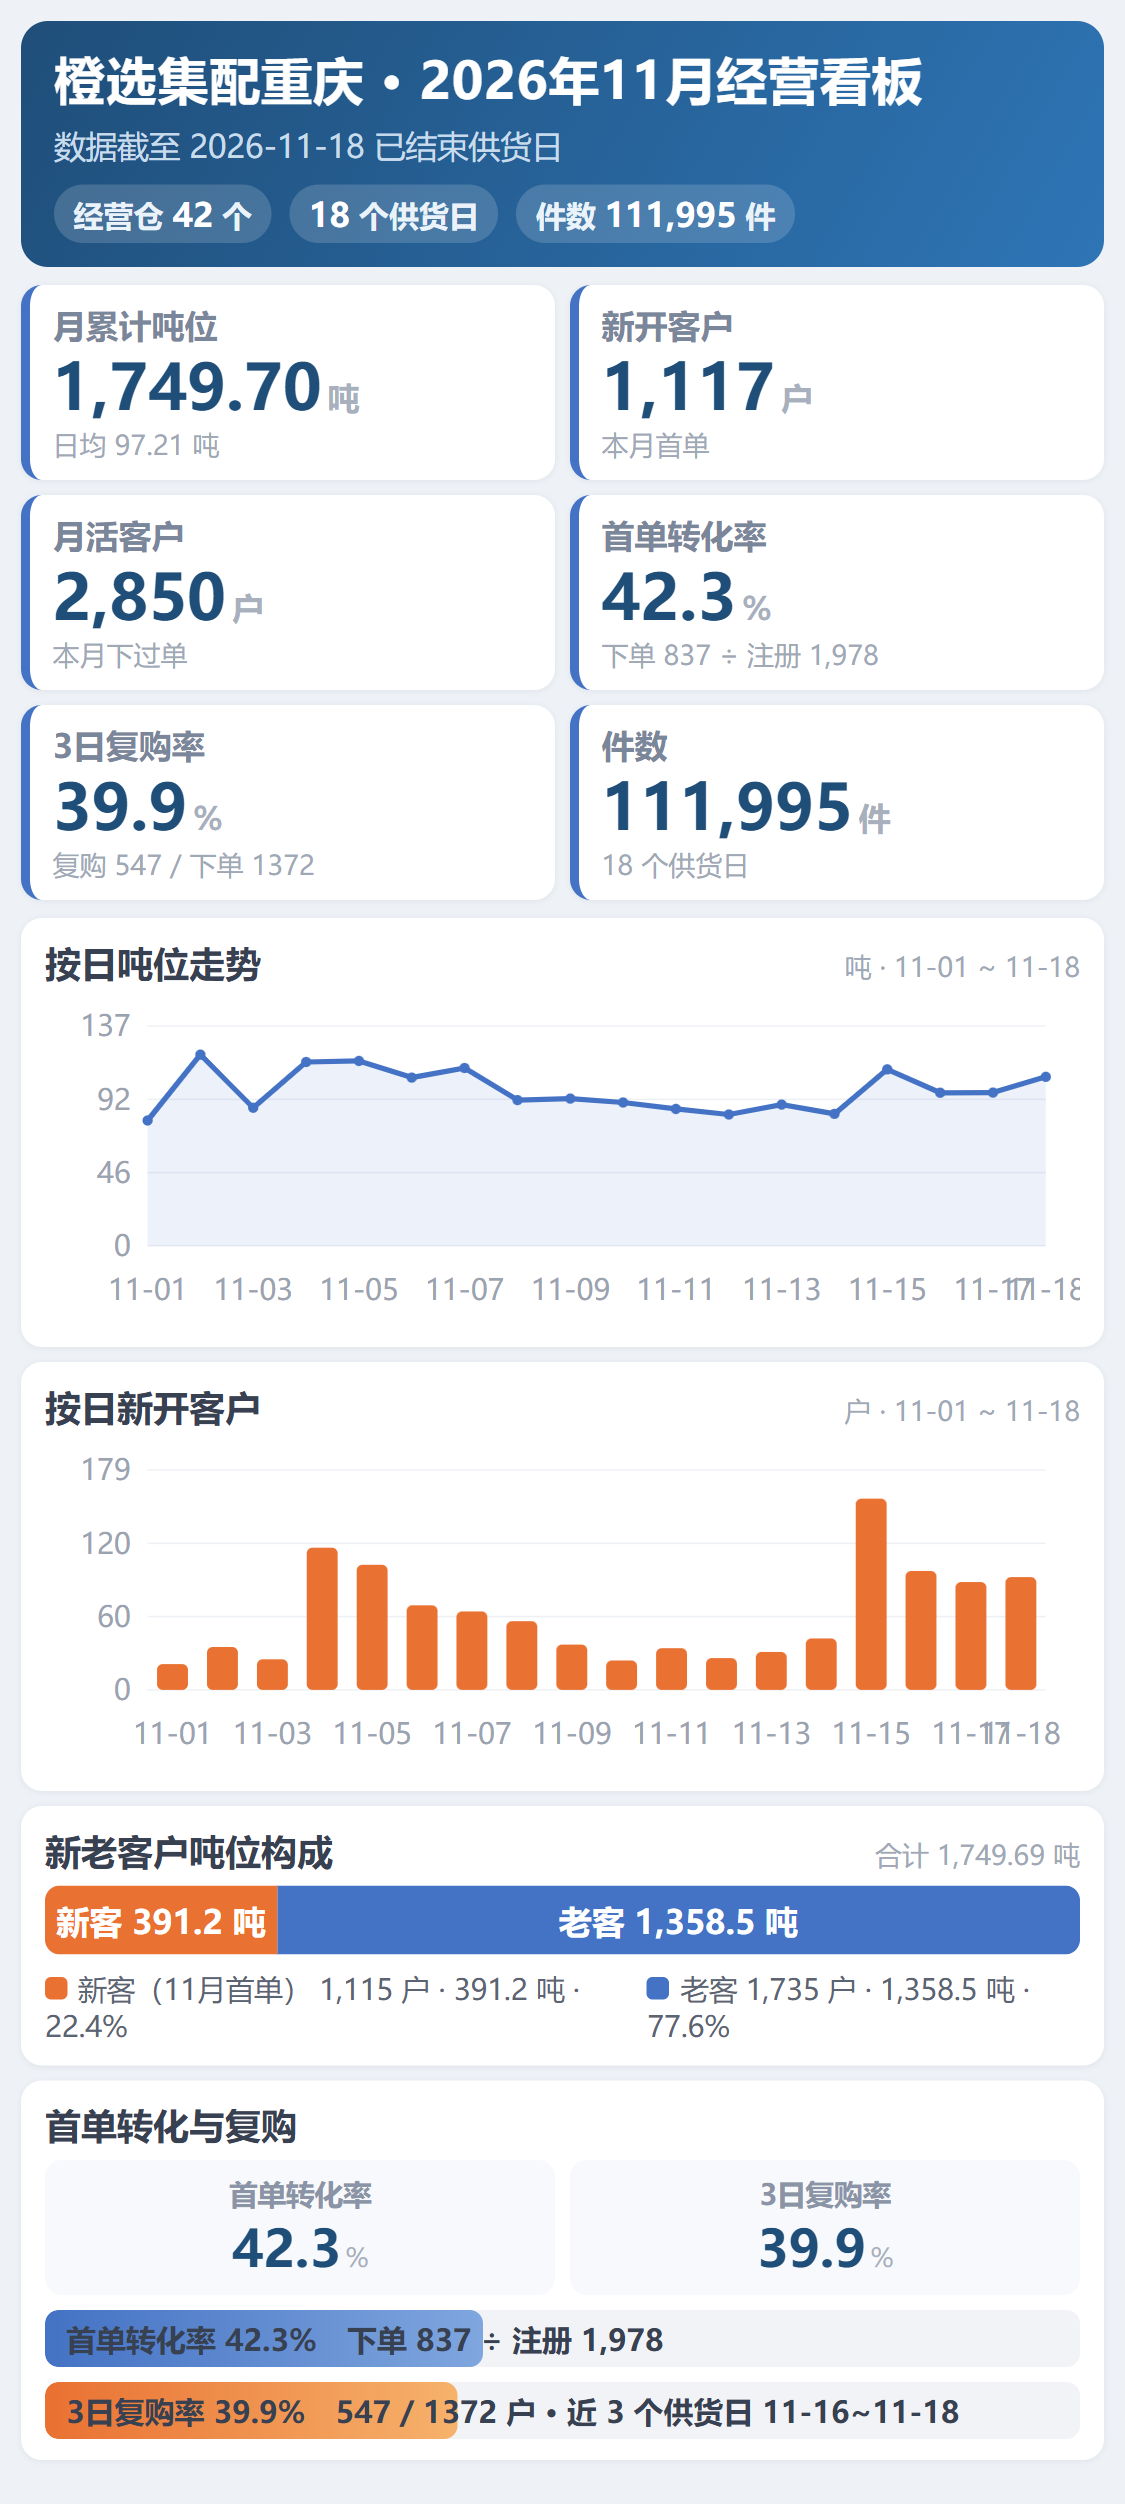 橙选集配重庆 · 2026年11月经营看板
数据截至 2026-11-18 已结束供货日
经营仓 42 个
18 个供货日
件数 111,995 件
月累计吨位
1,749.70 吨
日均 97.21 吨
新开客户
1,117 户
本月首单
月活客户
2,850 户
本月下过单
首单转化率
42.3 %
下单 837 ÷ 注册 1,978
3日复购率
39.9 %
复购 547 / 下单 1372
件数
111,995 件
18 个供货日
按日吨位走势
吨 · 11-01 ~ 11-18
137
92
46
0
11-01 11-03 11-05 11-07 11-09 11-11 11-13 11-15 11-17 11-18
按日新开客户
户 · 11-01 ~ 11-18
179
120
60
0
11-01 11-03 11-05 11-07 11-09 11-11 11-13 11-15 11-17 11-18
新老客户吨位构成
合计 1,749.69 吨
新客 391.2 吨
老客 1,358.5 吨
新客（11月首单） 1,115 户 · 391.2 吨 ·
22.4%
老客 1,735 户 · 1,358.5 吨 ·
77.6%
首单转化与复购
首单转化率
42.3 %
3日复购率
39.9 %
首单转化率 42.3% 下单 837 ÷ 注册 1,978
3日复购率 39.9% 547 / 1372 户 · 近 3 个供货日 11-16~11-18